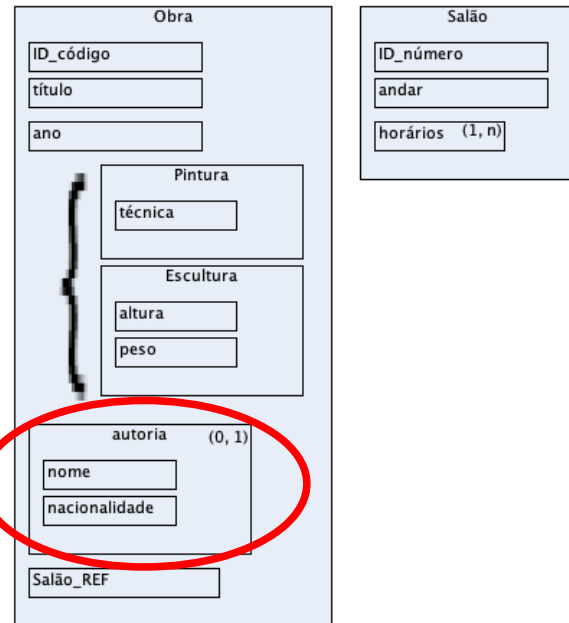 Obra
ID_código
título
ano
Pintura
técnica
Escultura
altura
peso
autoria (0, 1)
nome
nacionalidade
Salão_REF
Salão
ID_número
andar
horários (1, n)